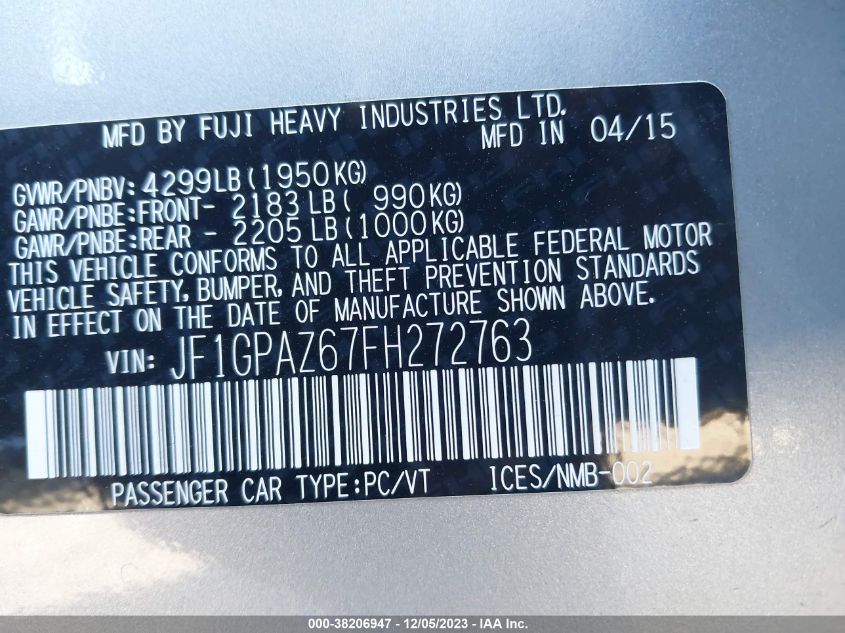 MFD BY FUJI HEAVY INDUSTRIES LTD.
MFD IN 04/15
GVWR/PNBV: 4299LB (1950KG)
GAWR/PNBE:FRONT- 2183 LB ( 990KG)
GAWR/PNBE:REAR - 2205 LB (1000KG)
THIS VEHICLE CONFORMS TO ALL APPLICABLE FEDERAL MOTOR
VEHICLE SAFETY, BUMPER, AND THEFT PREVENTION STANDARDS
IN EFFECT ON THE DATE OF MANUFACTURE SHOWN ABOVE.
VIN: JF1GPAZ67FH272763
PASSENGER CAR TYPE:PC/VT ICES/NMB-002
000-38206947 - 12/05/2023 - IAA Inc.